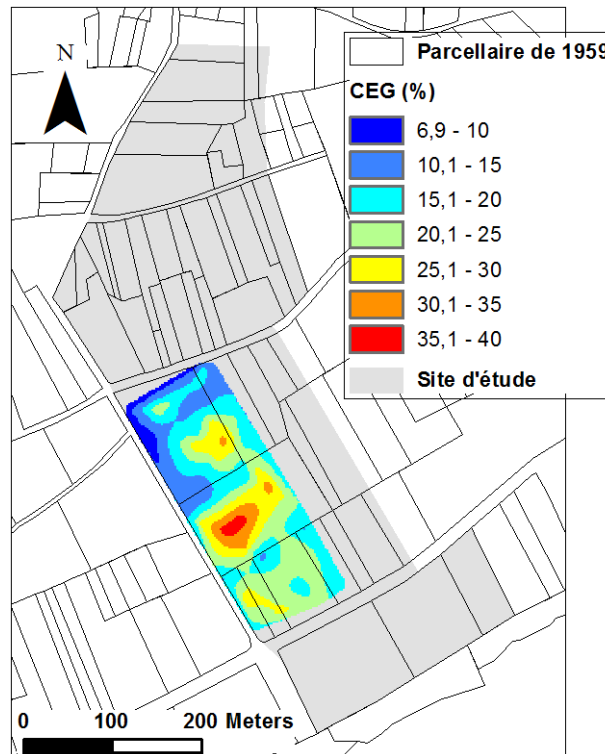 N
Parcellaire de 1959
CEG (%)
6,9 - 10
10,1 - 15
15,1 - 20
20,1 - 25
25,1 - 30
30,1 - 35
35,1 - 40
Site d'étude
0 100 200 Meters